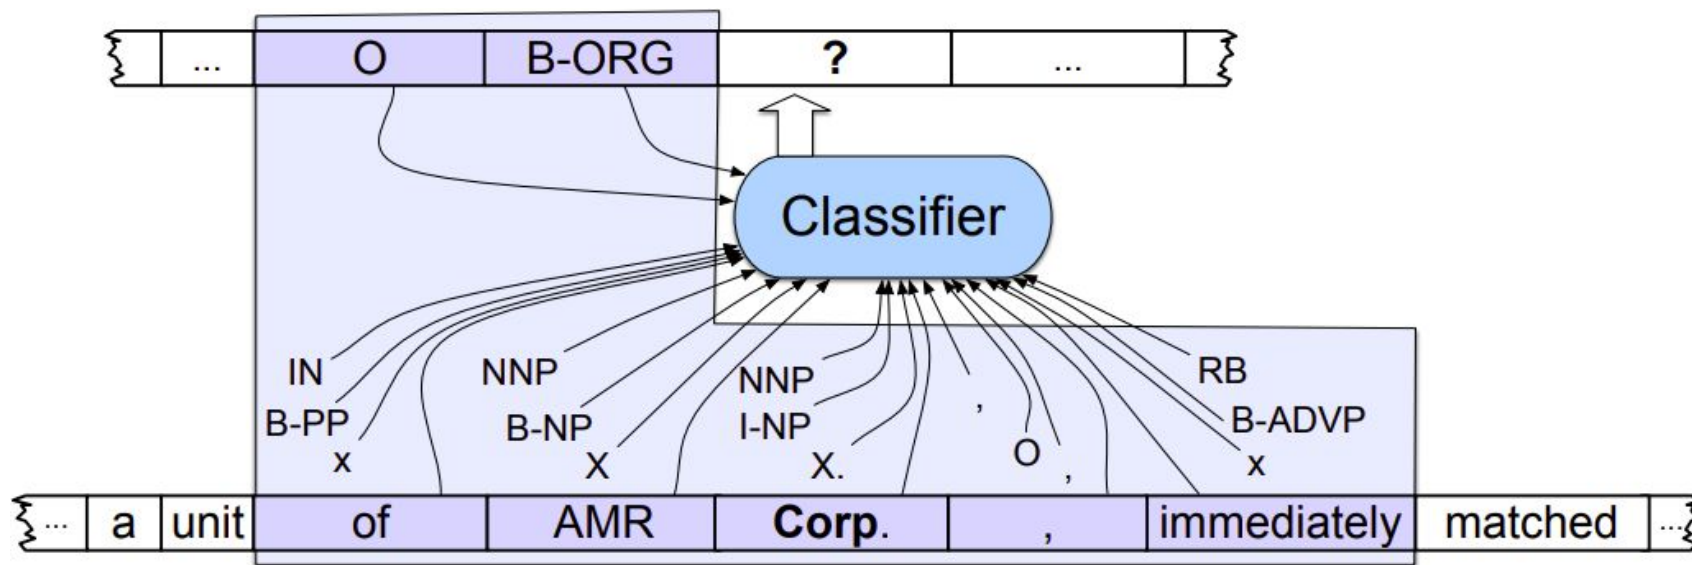 ... O B-ORG ? ...
Classifier
IN NNP NNP , RB
B-PP B-NP I-NP O B-ADVP
x X X. , x
... a unit of AMR Corp. , immediately matched ...